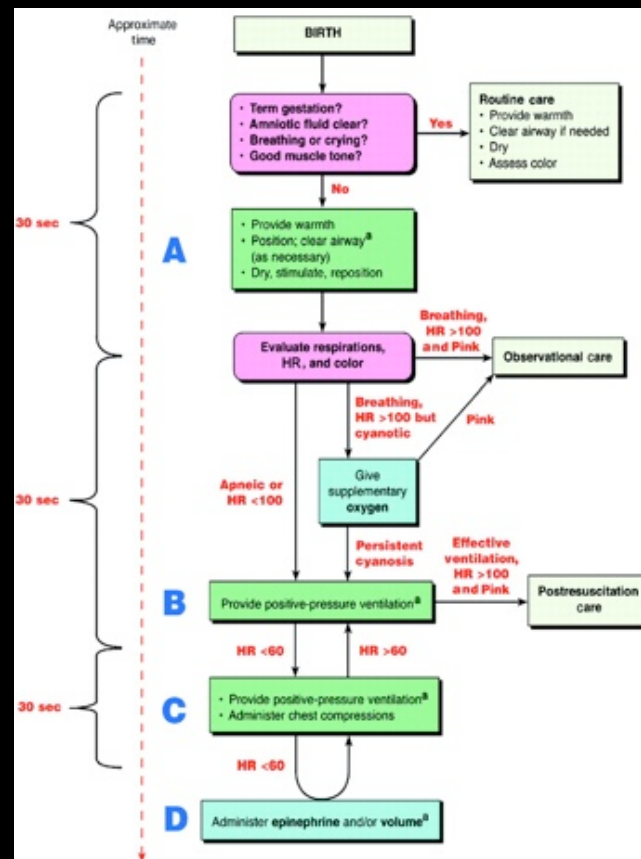 Approximate
time
BIRTH
• Term gestation?
• Amniotic fluid clear?
• Breathing or crying?
• Good muscle tone?
Yes
Routine care
• Provide warmth
• Clear airway if needed
• Dry
• Assess color
No
30 sec
A
• Provide warmth
• Position; clear airwayª
(as necessary)
• Dry, stimulate, reposition
Evaluate respirations,
HR, and color
Breathing,
HR >100
and Pink
Observational care
Breathing,
HR >100 but
cyanotic
Pink
Apneic or
HR <100
Give
supplementary
oxygen
30 sec
Persistent
cyanosis
Effective
ventilation,
HR >100
and Pink
B
Provide positive-pressure ventilationª
Postresuscitation
care
HR <60
HR >60
30 sec
C
• Provide positive-pressure ventilationª
• Administer chest compressions
HR <60
D
Administer epinephrine and/or volumeª